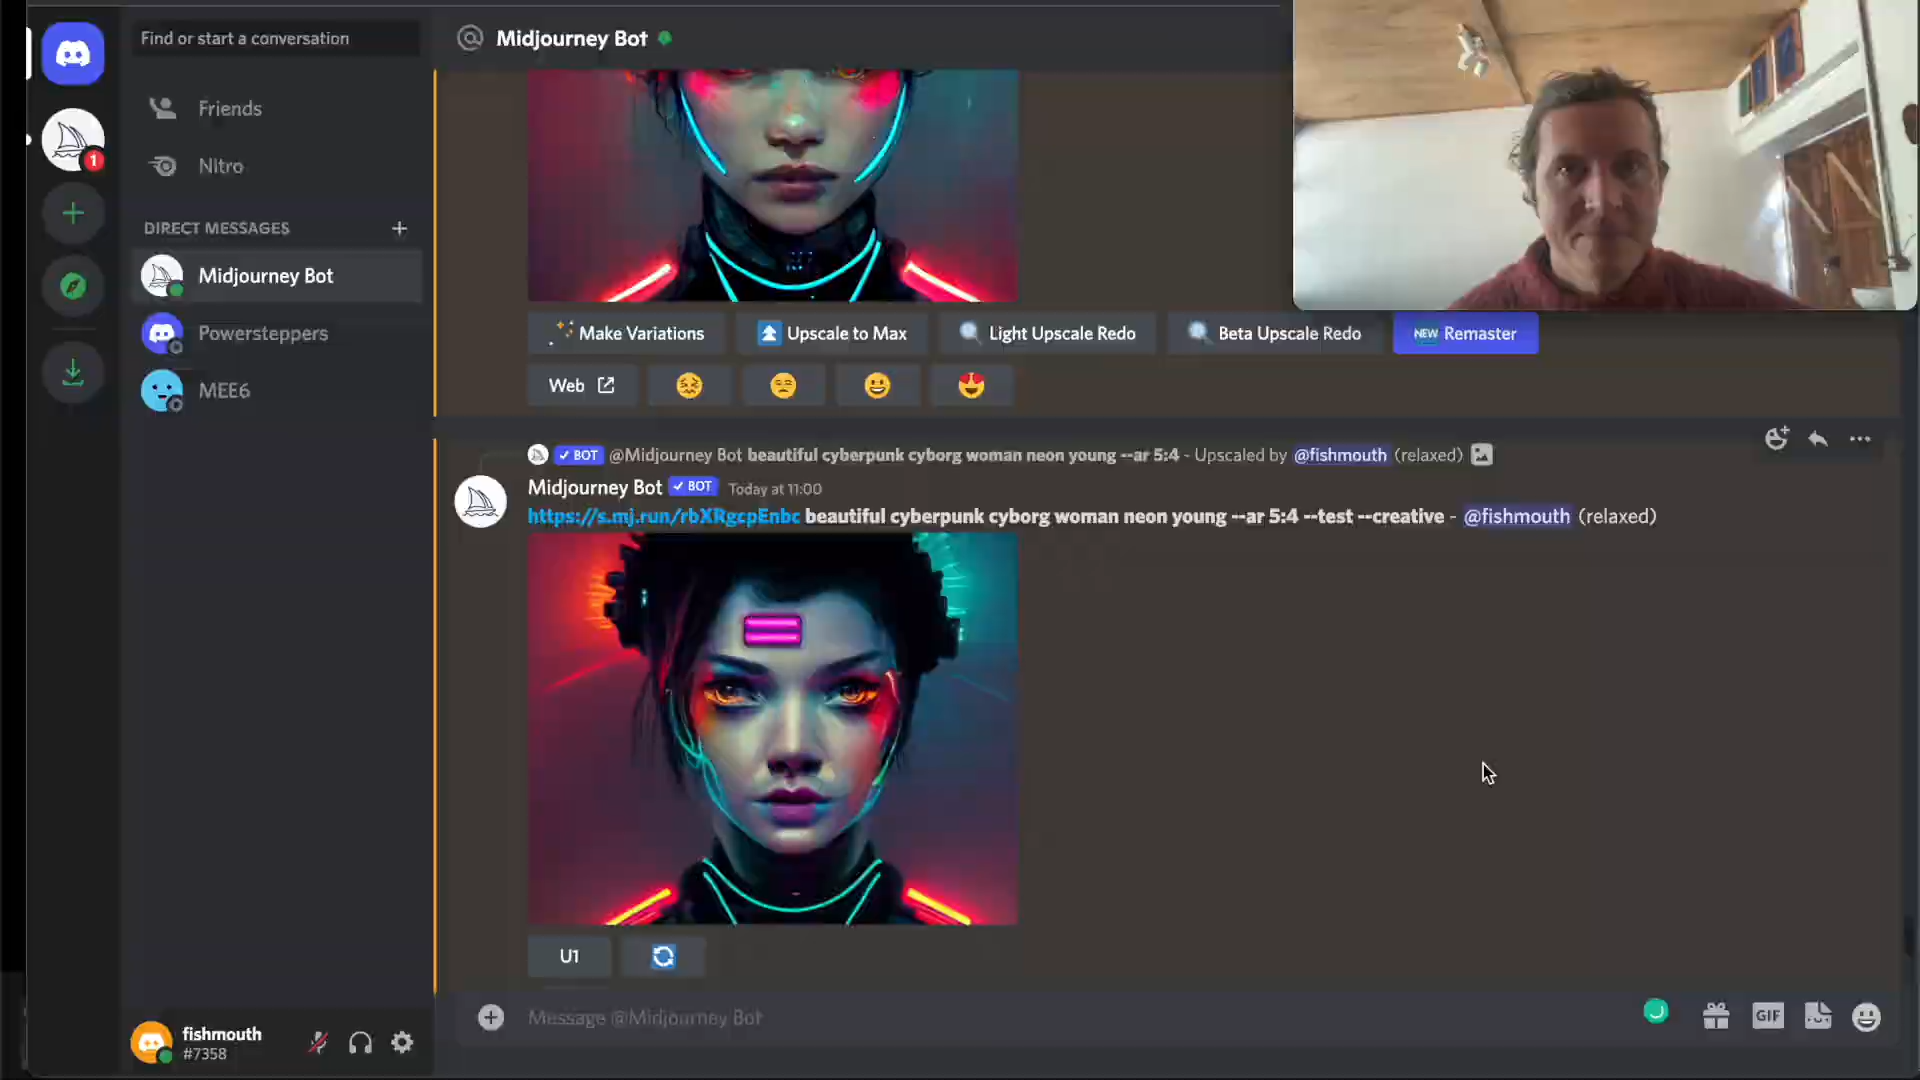 Find or start a conversation
Friends
Nitro
DIRECT MESSAGES
Midjourney Bot
Powersteppers
MEE6
fishmouth
#7358
1
Midjourney Bot
Make Variations
Upscale to Max
Light Upscale Redo
Beta Upscale Redo
NEW Remaster
Web
BOT @Midjourney Bot beautiful cyberpunk cyborg woman neon young --ar 5:4 - Upscaled by @fishmouth (relaxed)
Midjourney Bot BOT Today at 11:00
https://s.mj.run/rbXRgcpEnbc beautiful cyberpunk cyborg woman neon young --ar 5:4 --test --creative - @fishmouth (relaxed)
U1
Message @Midjourney Bot
GIF